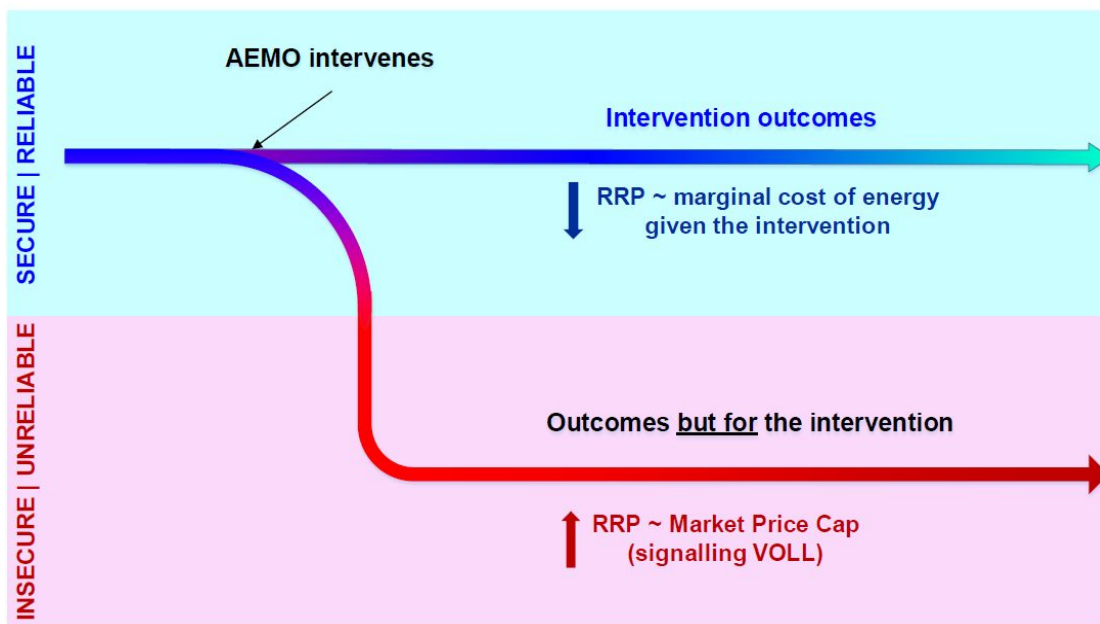 SECURE | RELIABLE
AEMO intervenes
Intervention outcomes
RRP ~ marginal cost of energy
given the intervention
INSECURE | UNRELIABLE
Outcomes but for the intervention
RRP ~ Market Price Cap
(signalling VOLL)